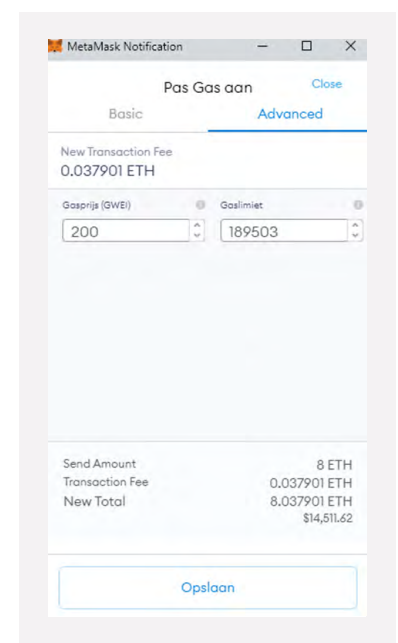 MetaMask Notification
Pas Gas aan
Close
Basic
Advanced
New Transaction Fee
0.037901 ETH
Gasprijs (GWEI)
Gaslimiet
200
189503
Send Amount
8 ETH
Transaction Fee
0.037901 ETH
New Total
8.037901 ETH
$14,511.62
Opslaan